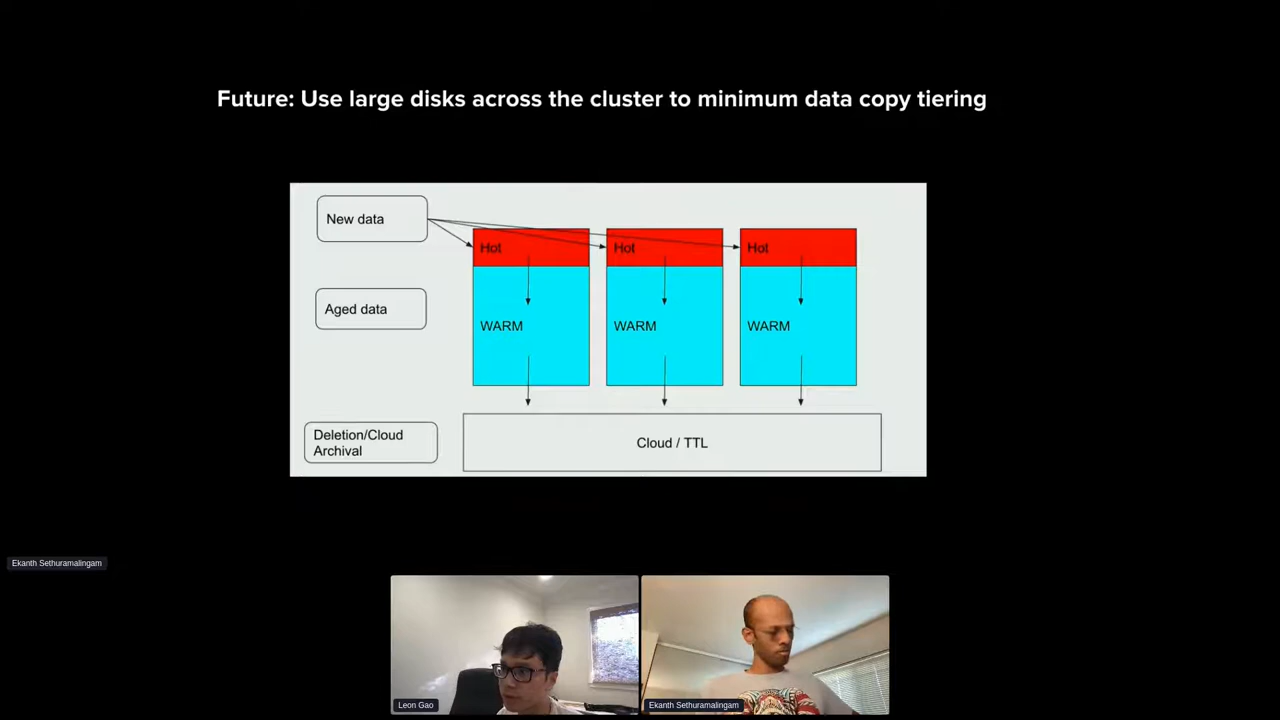 Future: Use large disks across the cluster to minimum data copy tiering
New data
Hot
Hot
Hot
Aged data
WARM
WARM
WARM
Deletion/Cloud
Archival
Cloud / TTL
Ekanth Sethuramalingam
Leon Gao
Ekanth Sethuramalingam